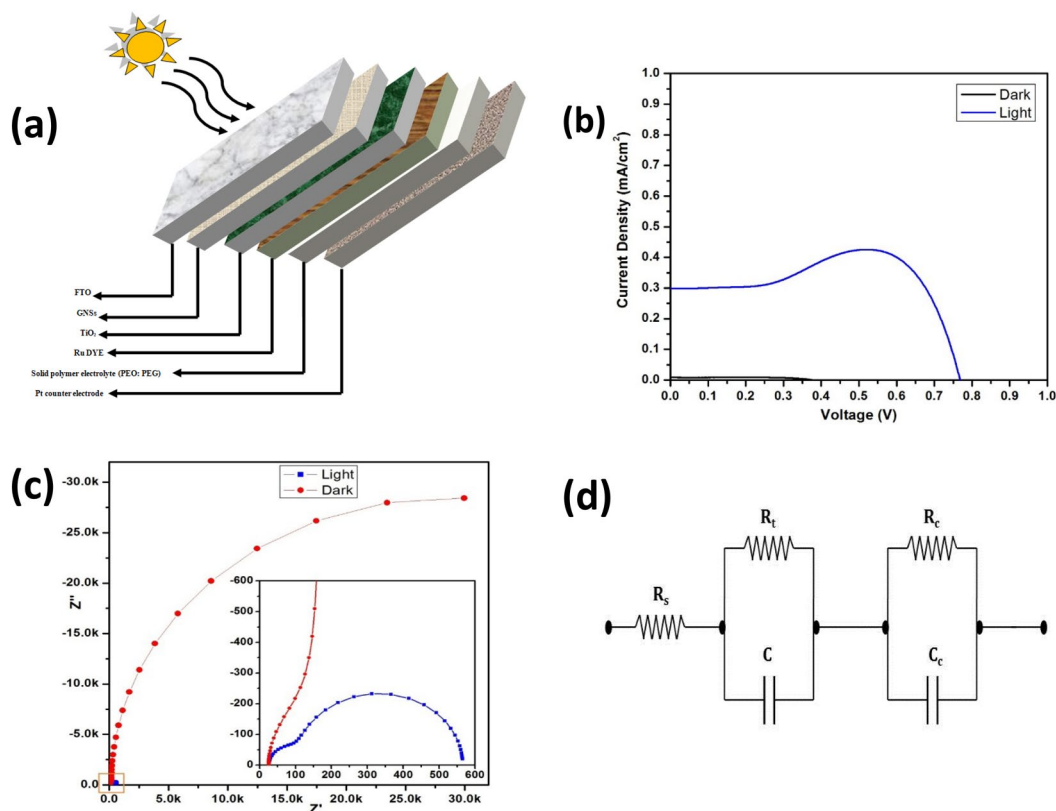 (a)
FTO
GNSs
TiO₂
Ru DYE
Solid polymer electrolyte (PEO: PEG)
Pt counter electrode
(b)
Dark
Light
Current Density (mA/cm²)
1.0
0.9
0.8
0.7
0.6
0.5
0.4
0.3
0.2
0.1
0.0
0.0 0.1 0.2 0.3 0.4 0.5 0.6 0.7 0.8 0.9 1.0
Voltage (V)
(c)
Light
Dark
Z''
-30.0k
-25.0k
-20.0k
-15.0k
-10.0k
-5.0k
0.0
0.0 5.0k 10.0k 15.0k 20.0k 25.0k 30.0k
Z'
-600
-500
-400
-300
-200
-100
0
0 100 200 300 400 500 600
(d)
Rs
Rt
C
Rc
Cc